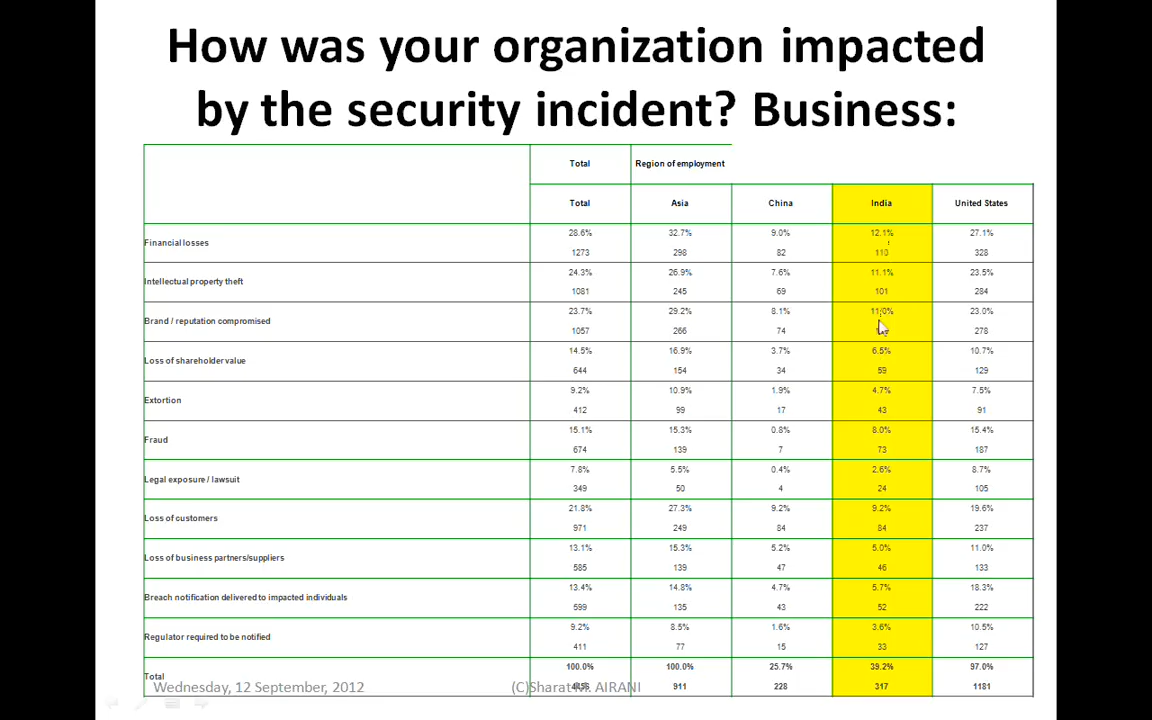 How was your organization impacted
by the security incident? Business:
Total Region of employment
Total Asia China India United States
28.6% 32.7% 9.0% 12.1% 27.1%
Financial losses
1273 298 82 110 328
24.3% 26.9% 7.6% 11.1% 23.5%
Intellectual property theft
1081 245 69 101 284
23.7% 29.2% 8.1% 11.0% 23.0%
Brand / reputation compromised
1057 266 74 278
14.5% 16.9% 3.7% 6.5% 10.7%
Loss of shareholder value
644 154 34 59 129
9.2% 10.9% 1.9% 4.7% 7.5%
Extortion
412 99 17 43 91
15.1% 15.3% 0.8% 8.0% 15.4%
Fraud
674 139 7 73 187
7.8% 5.5% 0.4% 2.6% 8.7%
Legal exposure / lawsuit
349 50 4 24 105
21.8% 27.3% 9.2% 9.2% 19.6%
Loss of customers
971 249 84 84 237
13.1% 15.3% 5.2% 5.0% 11.0%
Loss of business partners/suppliers
585 139 47 46 133
13.4% 14.8% 4.7% 5.7% 18.3%
Breach notification delivered to impacted individuals
599 135 43 52 222
9.2% 8.5% 1.6% 3.6% 10.5%
Regulator required to be notified
411 77 15 33 127
100.0% 100.0% 25.7% 39.2% 97.0%
Total
911 228 317 1181
Wednesday, 12 September, 2012 (C)Sharat AIRANI